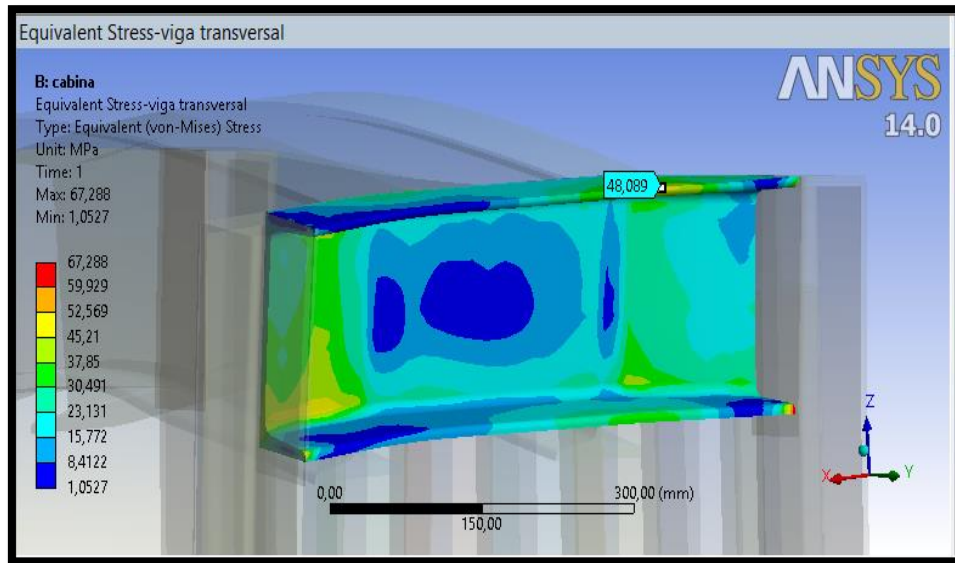 Equivalent Stress-viga transversal
B: cabina
Equivalent Stress-viga transversal
Type: Equivalent (von-Mises) Stress
Unit: MPa
Time: 1
Max: 67,288
Min: 1,0527
ANSYS
14.0
48,089
67,288
59,929
52,569
45,21
37,85
30,491
23,131
15,772
8,4122
1,0527
0,00
300,00 (mm)
150,00
Z
X
Y